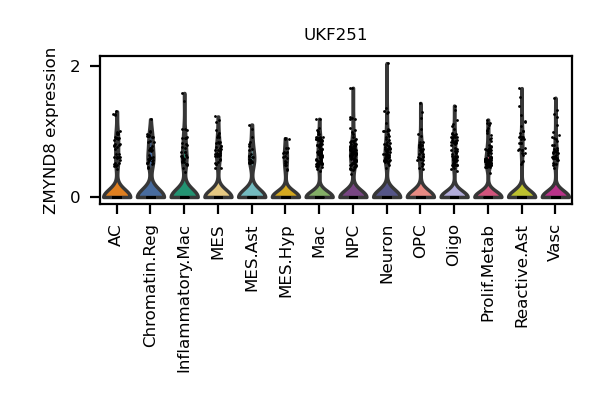 UKF251
ZMYND8 expression
2
0
AC
Chromatin.Reg
Inflammatory.Mac
MES
MES.Ast
MES.Hyp
Mac
NPC
Neuron
OPC
Oligo
Prolif.Metab
Reactive.Ast
Vasc